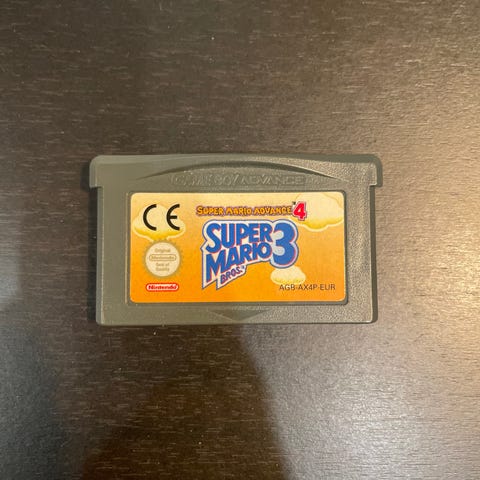 GAME BOY ADVANCE
CE
SUPER MARIO ADVANCE 4
SUPER
MARIO
BROS.
3
Original
Nintendo
Seal of
Quality
Nintendo
AGB-AX4P-EUR